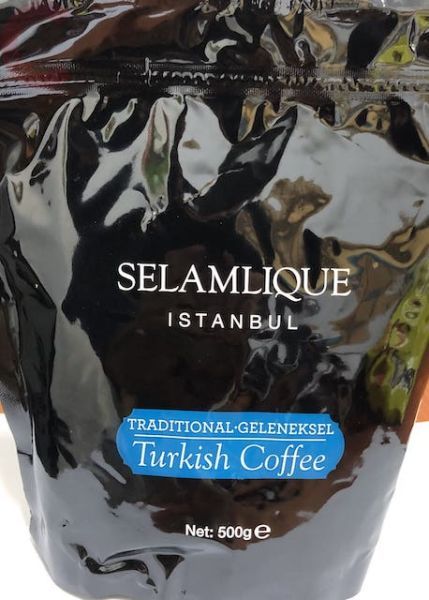 SELAMLIQUE
ISTANBUL
TRADITIONAL·GELENEKSEL
Turkish Coffee
Net: 500g℮